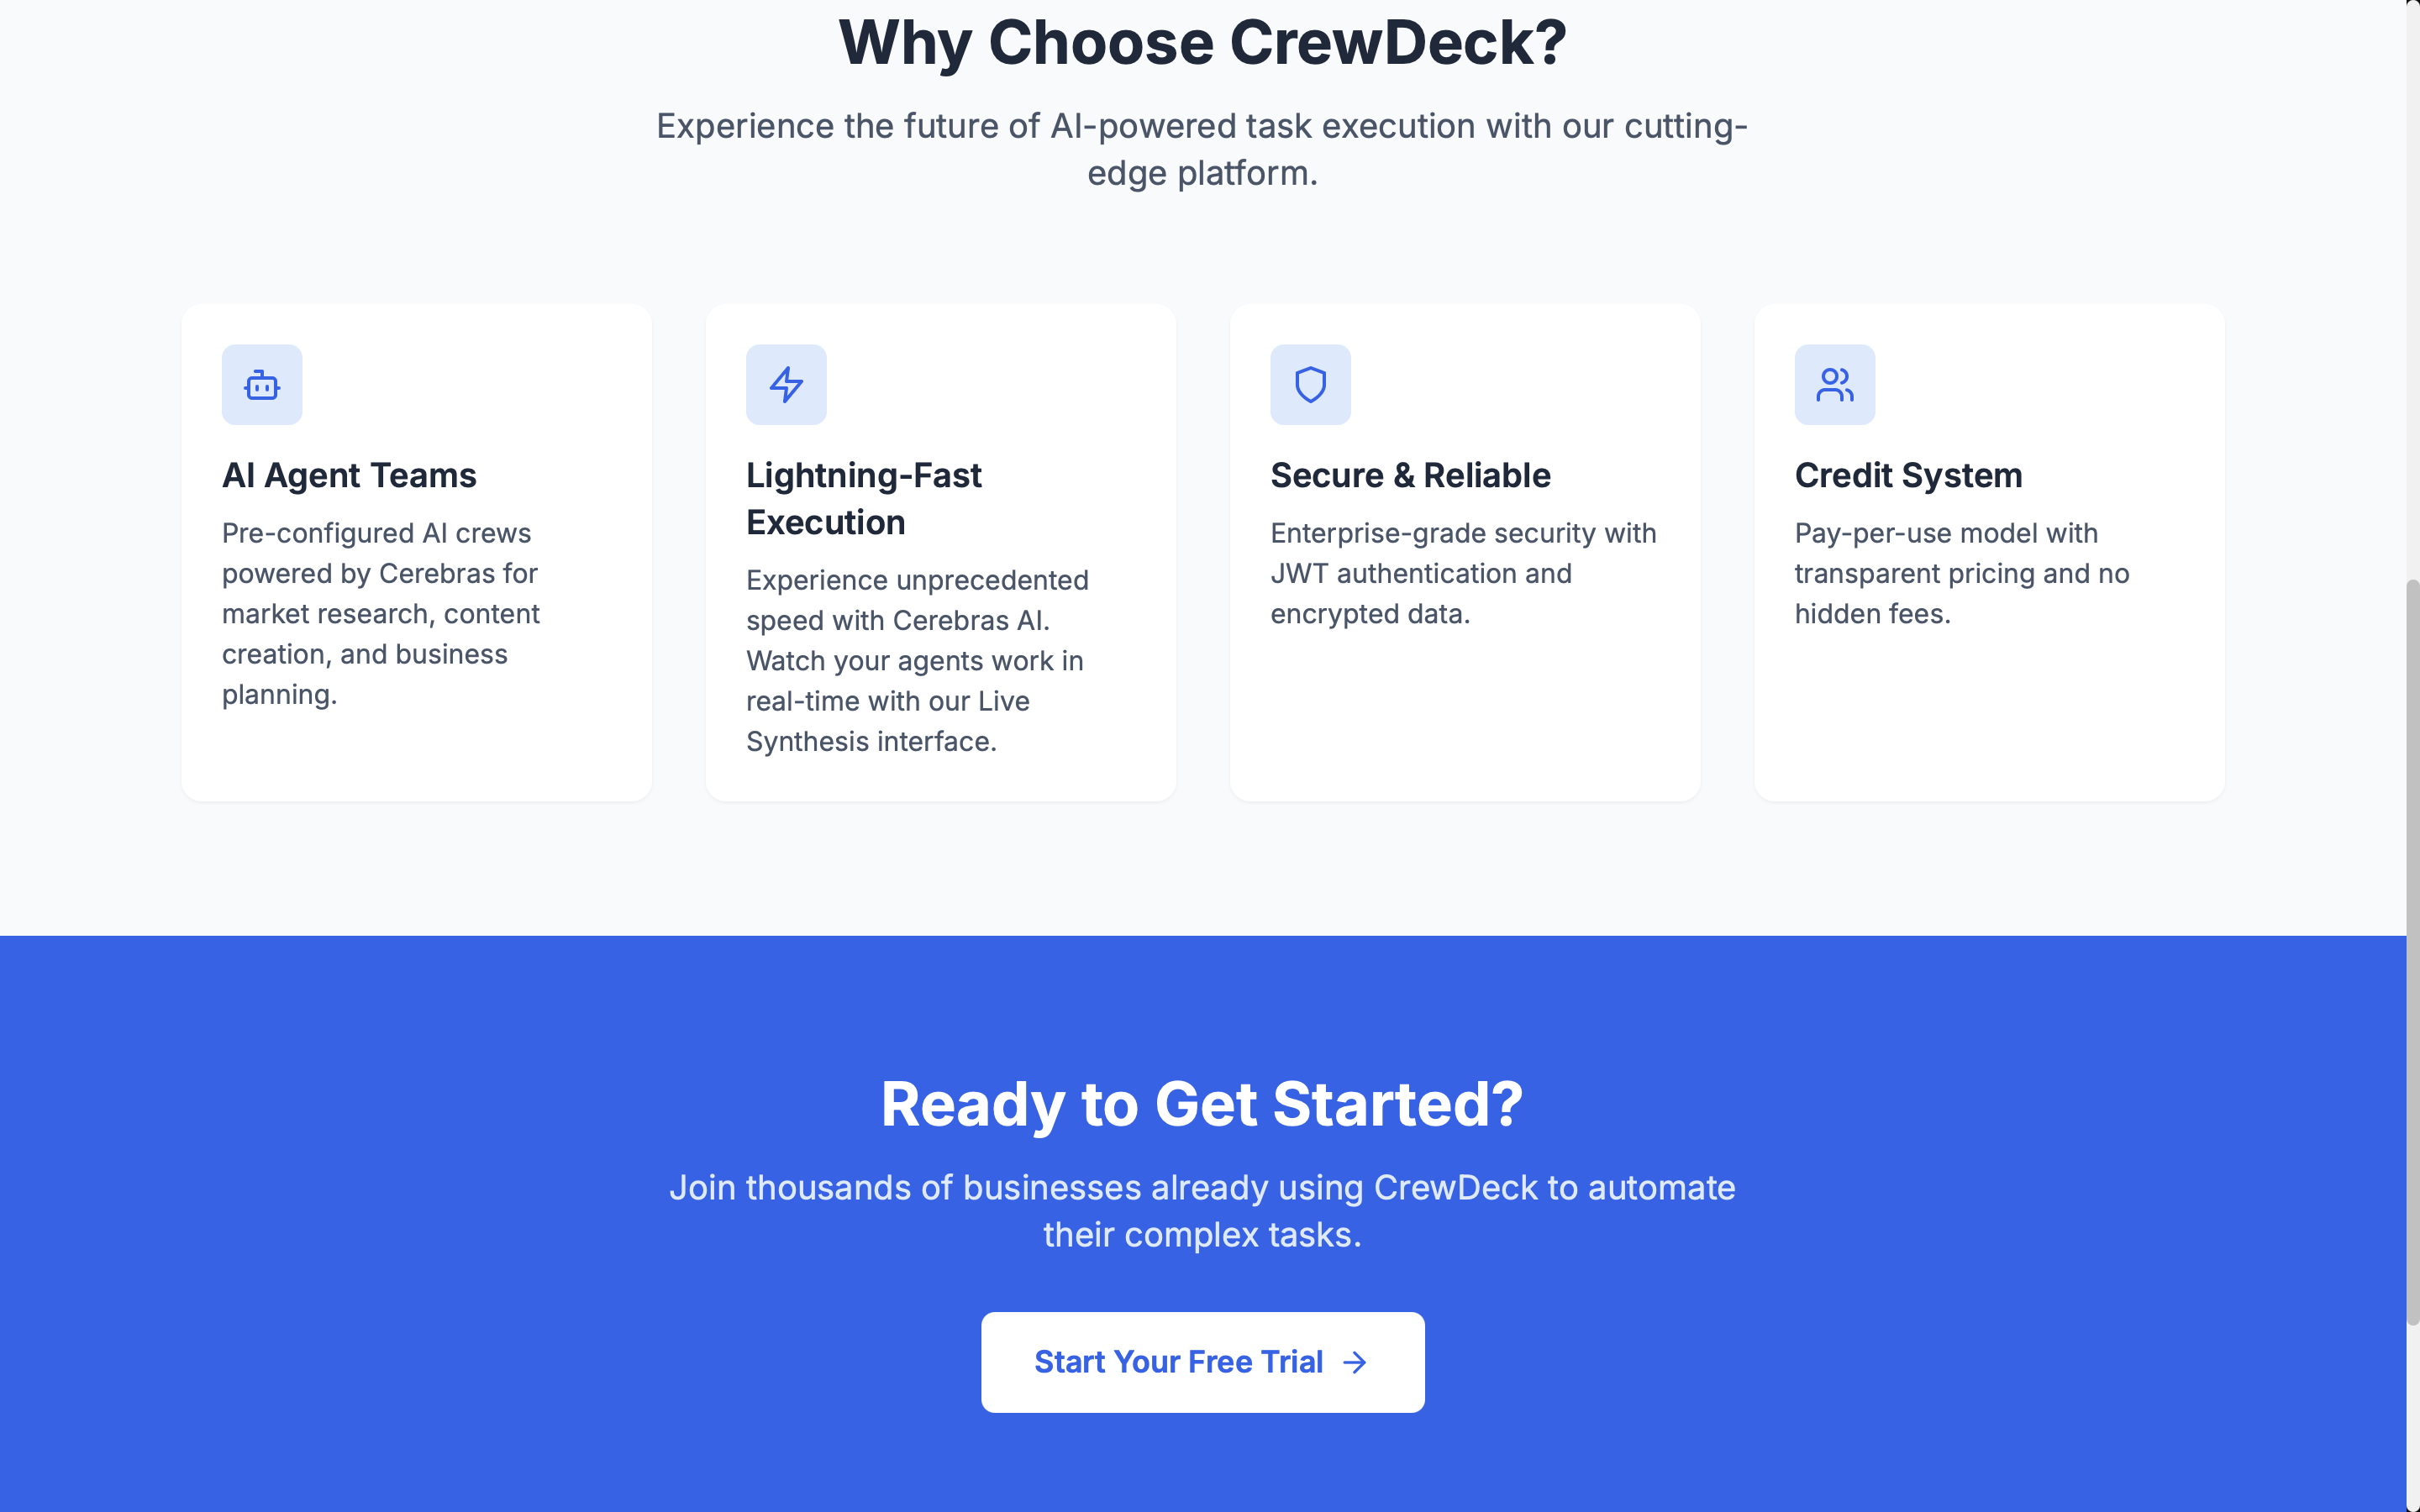 Why Choose CrewDeck?
Experience the future of AI-powered task execution with our cutting-
edge platform.
AI Agent Teams
Pre-configured AI crews
powered by Cerebras for
market research, content
creation, and business
planning.
Lightning-Fast
Execution
Experience unprecedented
speed with Cerebras AI.
Watch your agents work in
real-time with our Live
Synthesis interface.
Secure & Reliable
Enterprise-grade security with
JWT authentication and
encrypted data.
Credit System
Pay-per-use model with
transparent pricing and no
hidden fees.
Ready to Get Started?
Join thousands of businesses already using CrewDeck to automate
their complex tasks.
Start Your Free Trial →